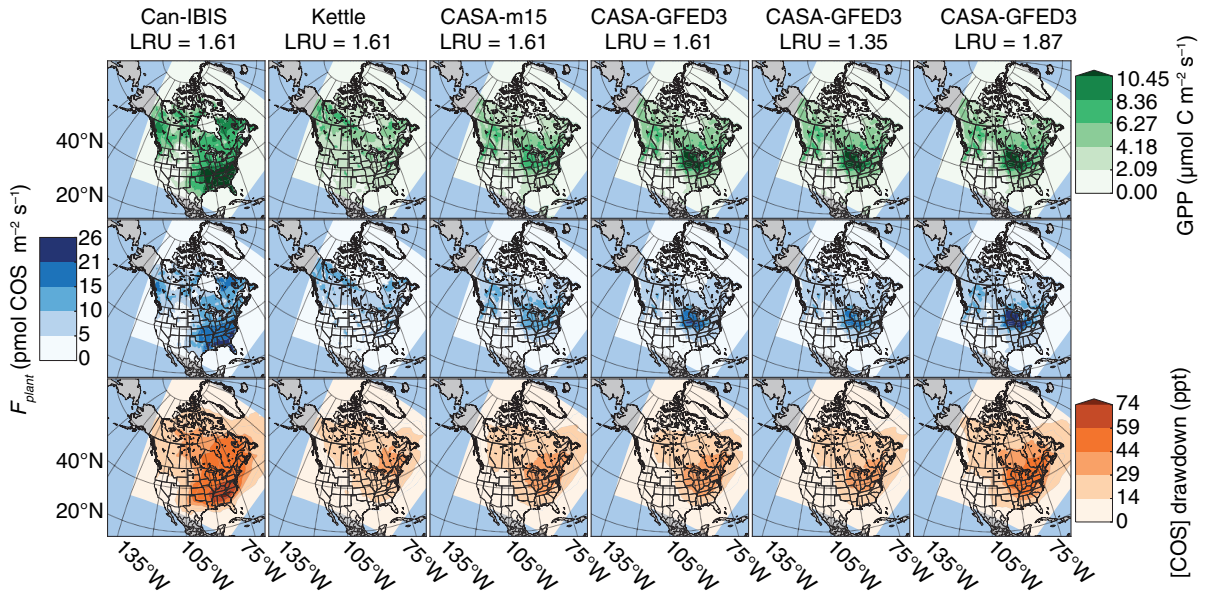 Can-IBIS Kettle CASA-m15 CASA-GFED3 CASA-GFED3 CASA-GFED3
LRU = 1.61 LRU = 1.61 LRU = 1.61 LRU = 1.61 LRU = 1.35 LRU = 1.87
40°N
20°N
10.45
8.36
6.27
4.18
2.09
0.00
GPP (μmol C m⁻² s⁻¹)
F_plant (pmol COS m⁻² s⁻¹)
26
21
15
10
5
0
40°N
20°N
74
59
44
29
14
0
[COS] drawdown (ppt)
135°W 105°W 75°W 135°W 105°W 75°W 135°W 105°W 75°W 135°W 105°W 75°W 135°W 105°W 75°W 135°W 105°W 75°W